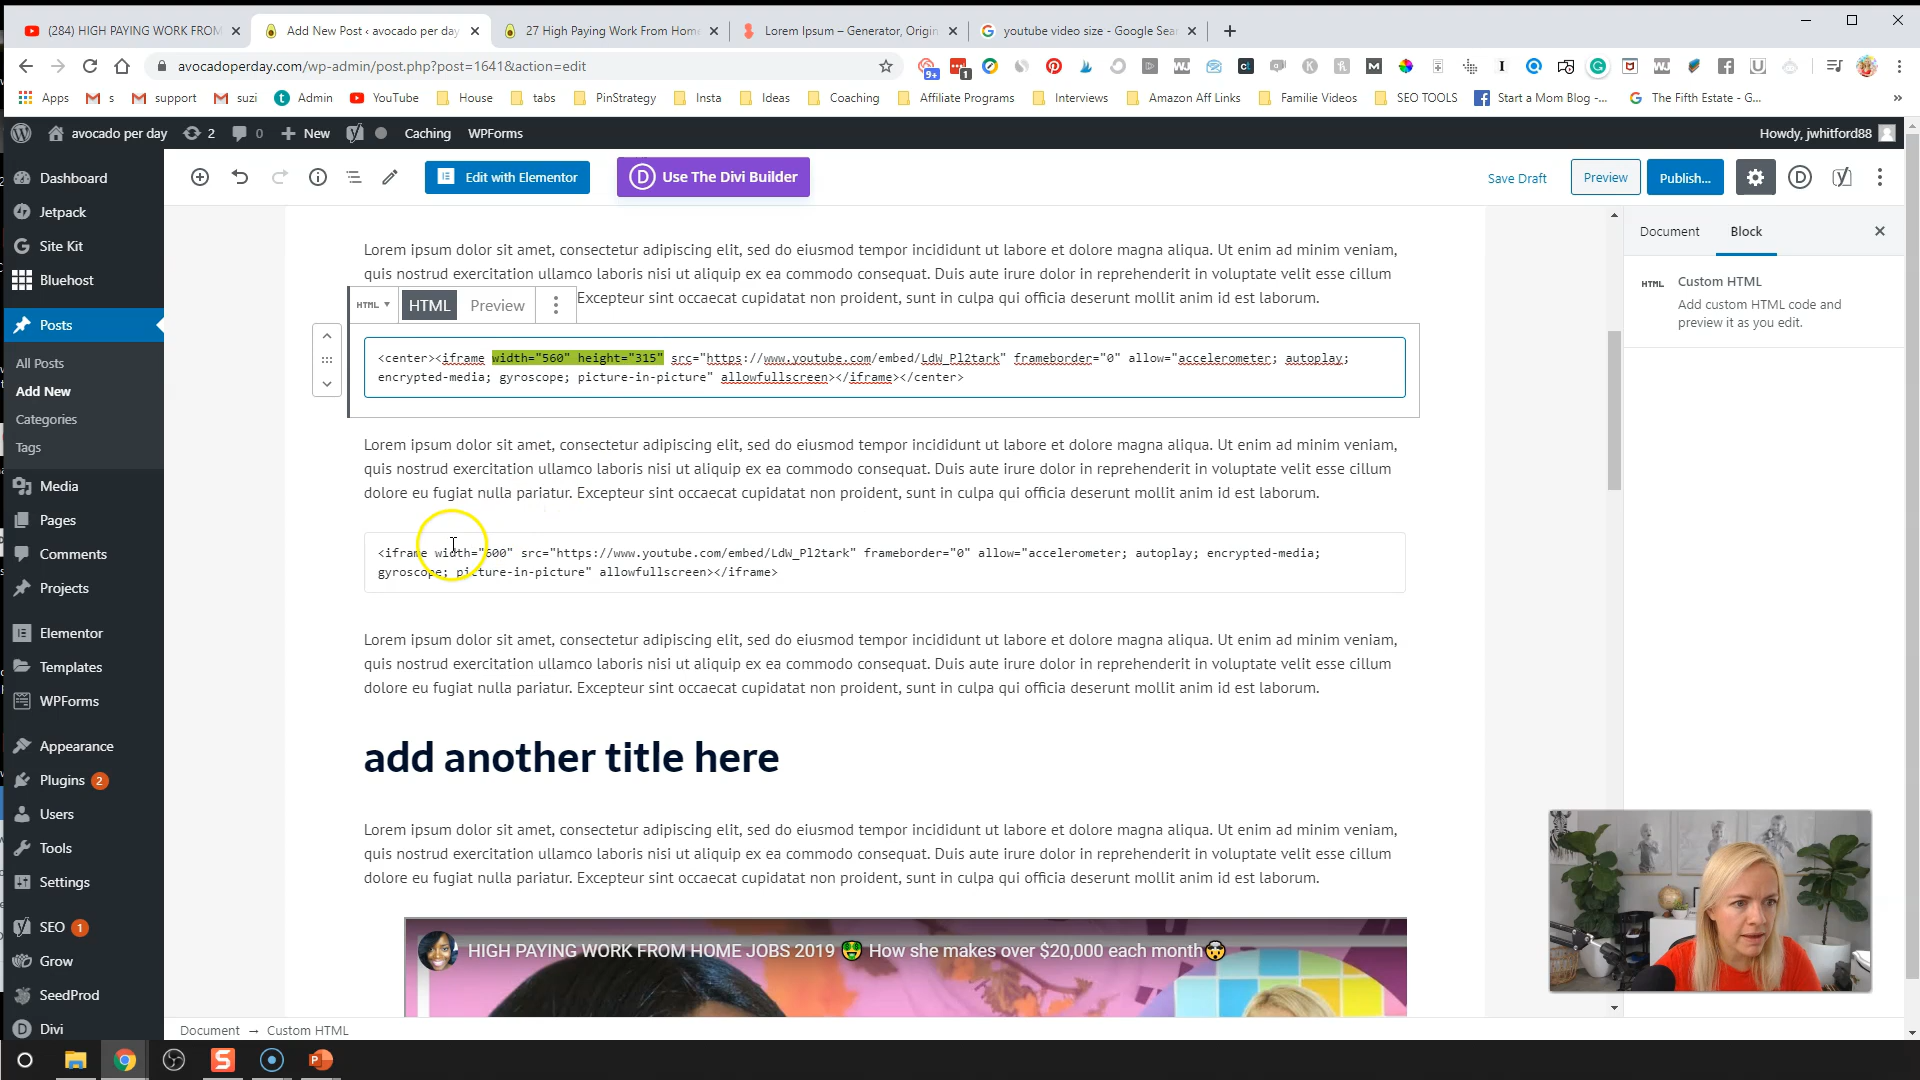 (284) HIGH PAYING WORK FROM
Add New Post ‹ avocado per day
27 High Paying Work From Home
Lorem Ipsum – Generator, Origin
youtube video size - Google Sear
avocadoperday.com/wp-admin/post.php?post=1641&action=edit
Apps
s
support
suzi
Admin
YouTube
House
tabs
PinStrategy
Insta
Ideas
Coaching
Affiliate Programs
Interviews
Amazon Aff Links
Familie Videos
SEO TOOLS
Start a Mom Blog -...
The Fifth Estate - G...
avocado per day
2
0
New
Caching
WPForms
Howdy, jwhitford88
Dashboard
Jetpack
Site Kit
Bluehost
Posts
All Posts
Add New
Categories
Tags
Media
Pages
Comments
Projects
Elementor
Templates
WPForms
Appearance
Plugins 2
Users
Tools
Settings
SEO 1
Grow
SeedProd
Divi
Edit with Elementor
Use The Divi Builder
Save Draft
Preview
Publish...
Lorem ipsum dolor sit amet, consectetur adipiscing elit, sed do eiusmod tempor incididunt ut labore et dolore magna aliqua. Ut enim ad minim veniam,
quis nostrud exercitation ullamco laboris nisi ut aliquip ex ea commodo consequat. Duis aute irure dolor in reprehenderit in voluptate velit esse cillum
Excepteur sint occaecat cupidatat non proident, sunt in culpa qui officia deserunt mollit anim id est laborum.
HTML
HTML
Preview
<center><iframe width="560" height="315" src="https://www.youtube.com/embed/LdW_Pl2tark" frameborder="0" allow="accelerometer; autoplay;
encrypted-media; gyroscope; picture-in-picture" allowfullscreen></iframe></center>
Lorem ipsum dolor sit amet, consectetur adipiscing elit, sed do eiusmod tempor incididunt ut labore et dolore magna aliqua. Ut enim ad minim veniam,
quis nostrud exercitation ullamco laboris nisi ut aliquip ex ea commodo consequat. Duis aute irure dolor in reprehenderit in voluptate velit esse cillum
dolore eu fugiat nulla pariatur. Excepteur sint occaecat cupidatat non proident, sunt in culpa qui officia deserunt mollit anim id est laborum.
<iframe width="600" src="https://www.youtube.com/embed/LdW_Pl2tark" frameborder="0" allow="accelerometer; autoplay; encrypted-media;
gyroscope; picture-in-picture" allowfullscreen></iframe>
Lorem ipsum dolor sit amet, consectetur adipiscing elit, sed do eiusmod tempor incididunt ut labore et dolore magna aliqua. Ut enim ad minim veniam,
quis nostrud exercitation ullamco laboris nisi ut aliquip ex ea commodo consequat. Duis aute irure dolor in reprehenderit in voluptate velit esse cillum
dolore eu fugiat nulla pariatur. Excepteur sint occaecat cupidatat non proident, sunt in culpa qui officia deserunt mollit anim id est laborum.
add another title here
Lorem ipsum dolor sit amet, consectetur adipiscing elit, sed do eiusmod tempor incididunt ut labore et dolore magna aliqua. Ut enim ad minim veniam,
quis nostrud exercitation ullamco laboris nisi ut aliquip ex ea commodo consequat. Duis aute irure dolor in reprehenderit in voluptate velit esse cillum
dolore eu fugiat nulla pariatur. Excepteur sint occaecat cupidatat non proident, sunt in culpa qui officia deserunt mollit anim id est laborum.
HIGH PAYING WORK FROM HOME JOBS 2019 🤑 How she makes over $20,000 each month😲
Document → Custom HTML
Document
Block
HTML
Custom HTML
Add custom HTML code and
preview it as you edit.